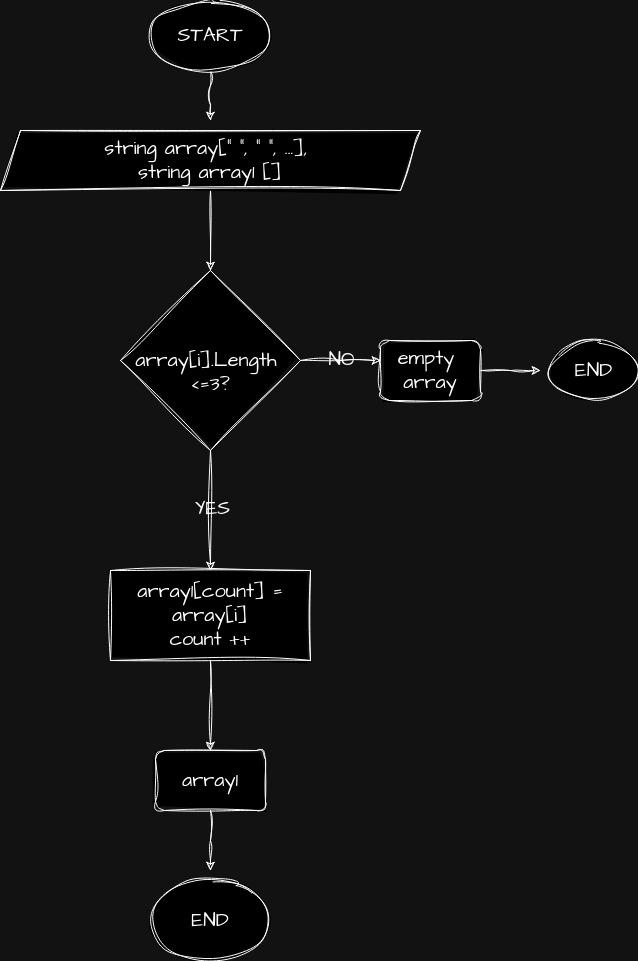 START
string array[" ", " ", ...],
string array1 []
array[i].Length
<=3?
NO
empty
array
END
YES
array1[count] =
array[i]
count ++
array1
END